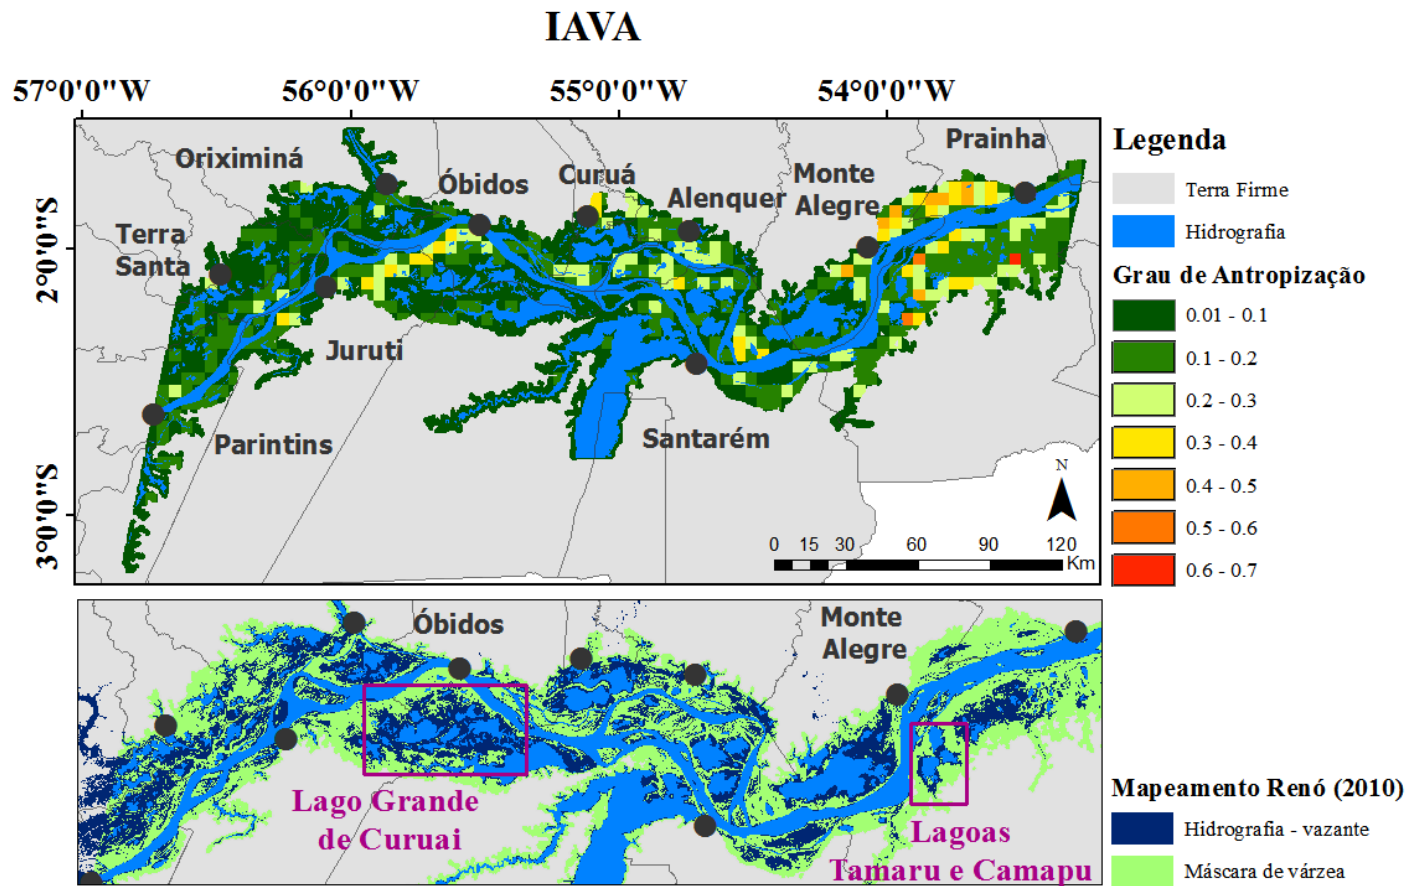 IAVA
57°0'0"W 56°0'0"W 55°0'0"W 54°0'0"W
2°0'0"S
3°0'0"S
Oriximiná
Óbidos
Curuá
Alenquer
Monte
Alegre
Prainha
Terra
Santa
Juruti
Parintins
Santarém
N
0 15 30 60 90 120
Km
Legenda
Terra Firme
Hidrografia
Grau de Antropização
0.01 - 0.1
0.1 - 0.2
0.2 - 0.3
0.3 - 0.4
0.4 - 0.5
0.5 - 0.6
0.6 - 0.7
Óbidos
Monte
Alegre
Lago Grande
de Curuai
Lagoas
Tamaru e Camapu
Mapeamento Renó (2010)
Hidrografia - vazante
Máscara de várzea